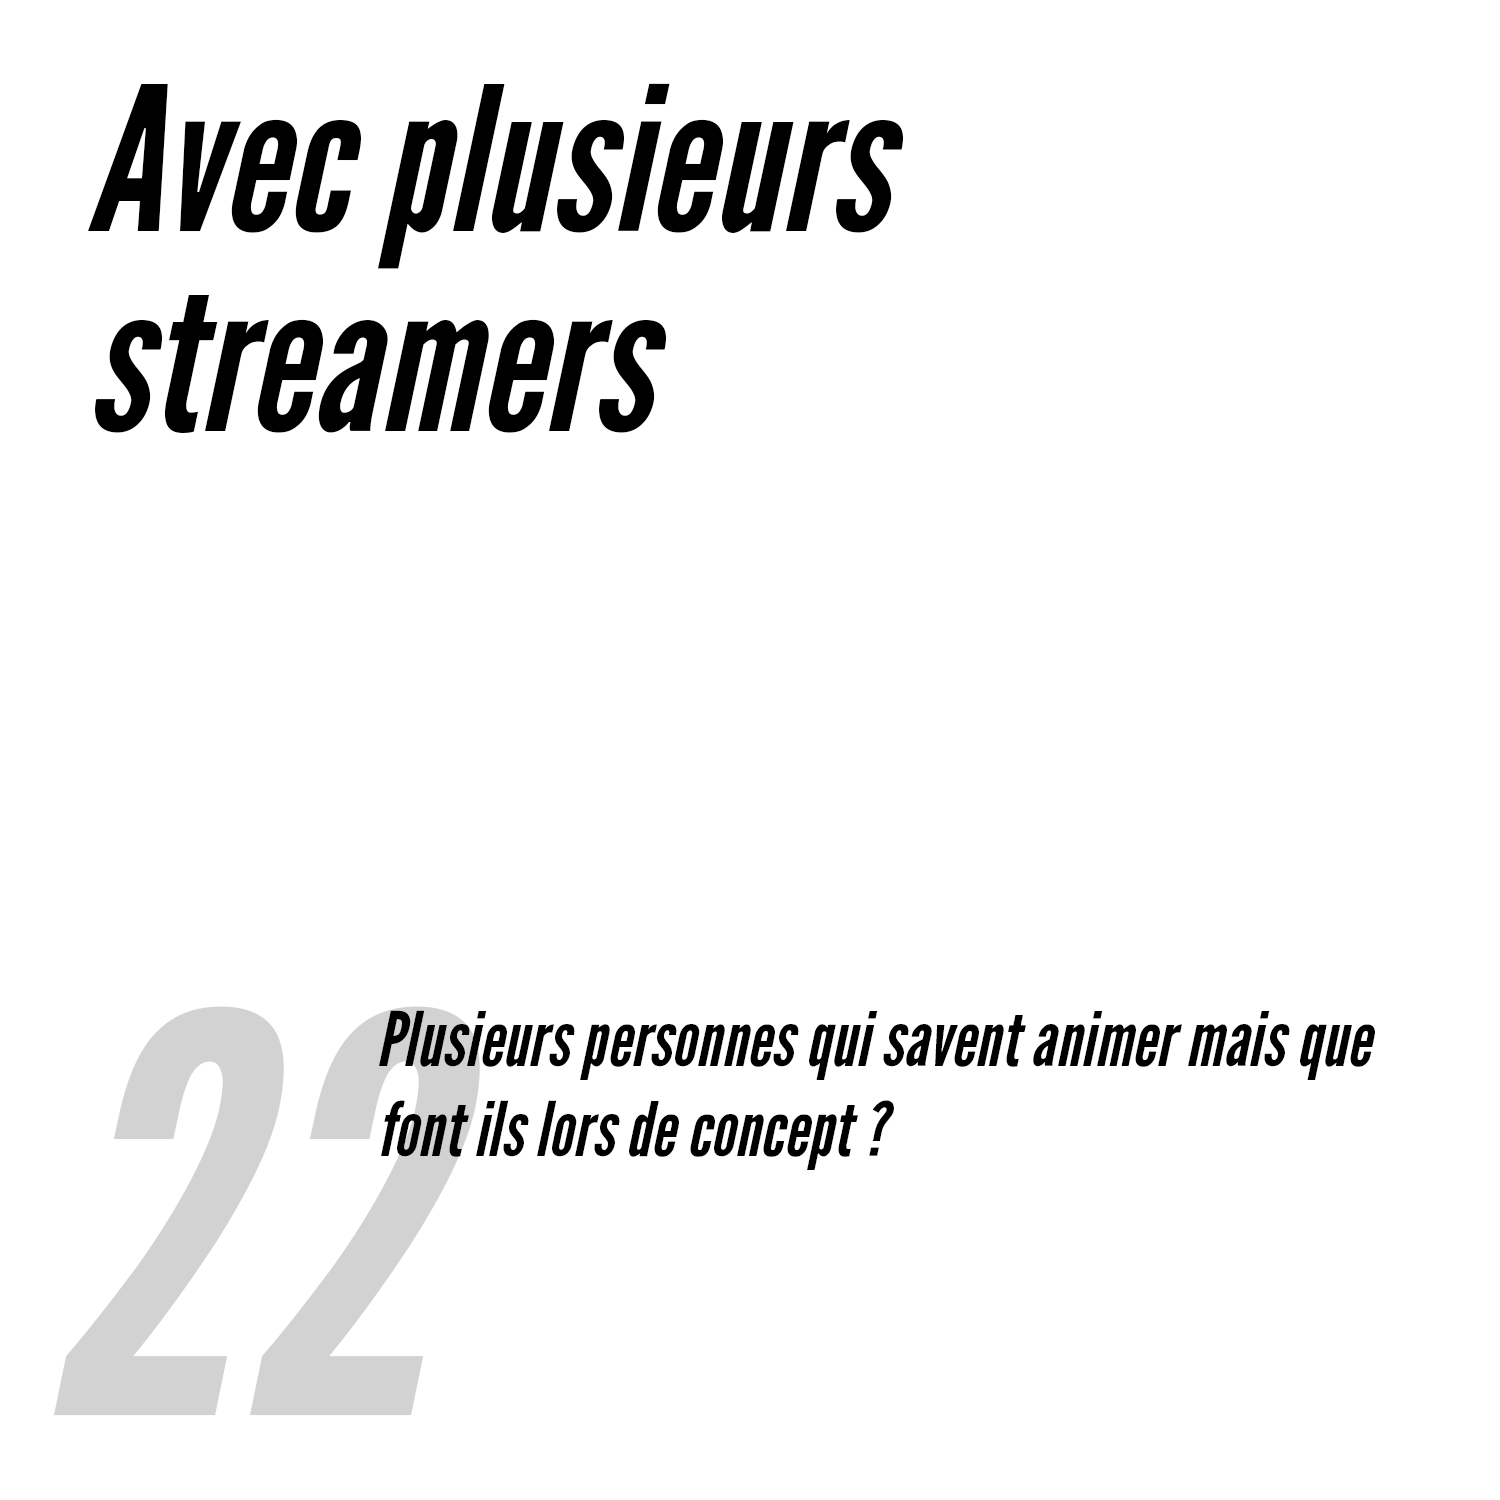 Avec plusieurs
streamers
22
Plusieurs personnes qui savent animer mais que
font ils lors de concept ?